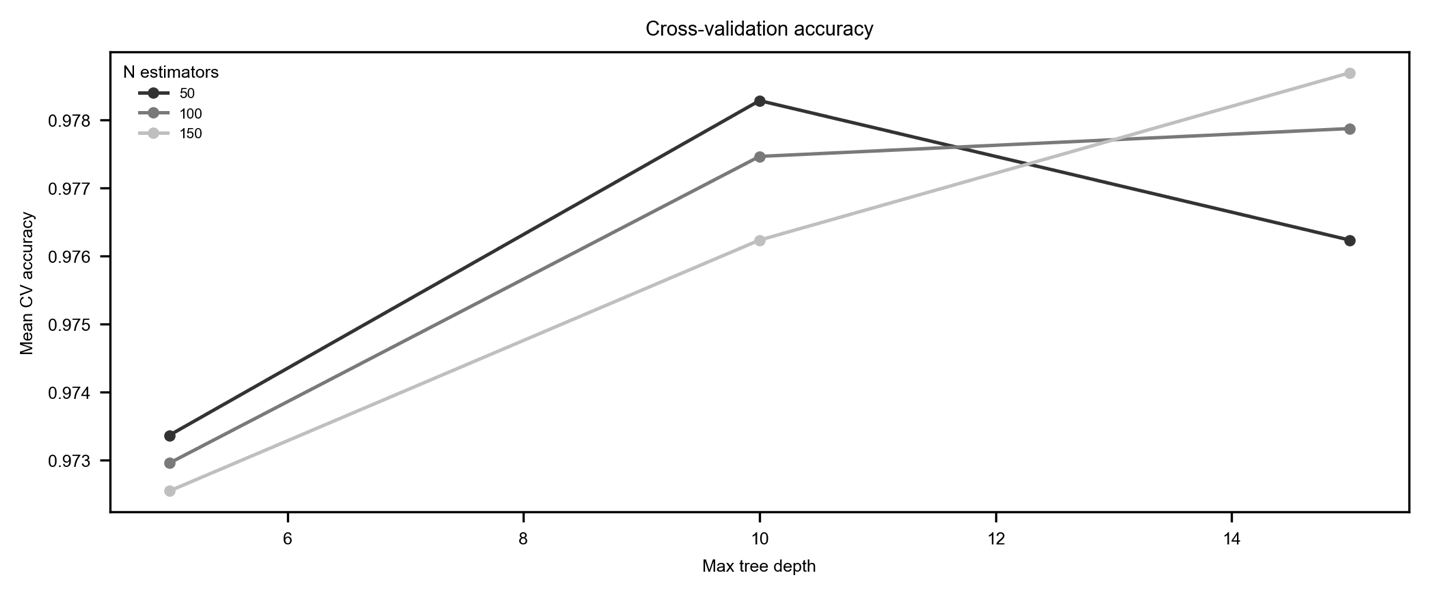 Cross-validation accuracy
N estimators
50
100
150
0.978
0.977
0.976
0.975
0.974
0.973
Mean CV accuracy
6 8 10 12 14
Max tree depth